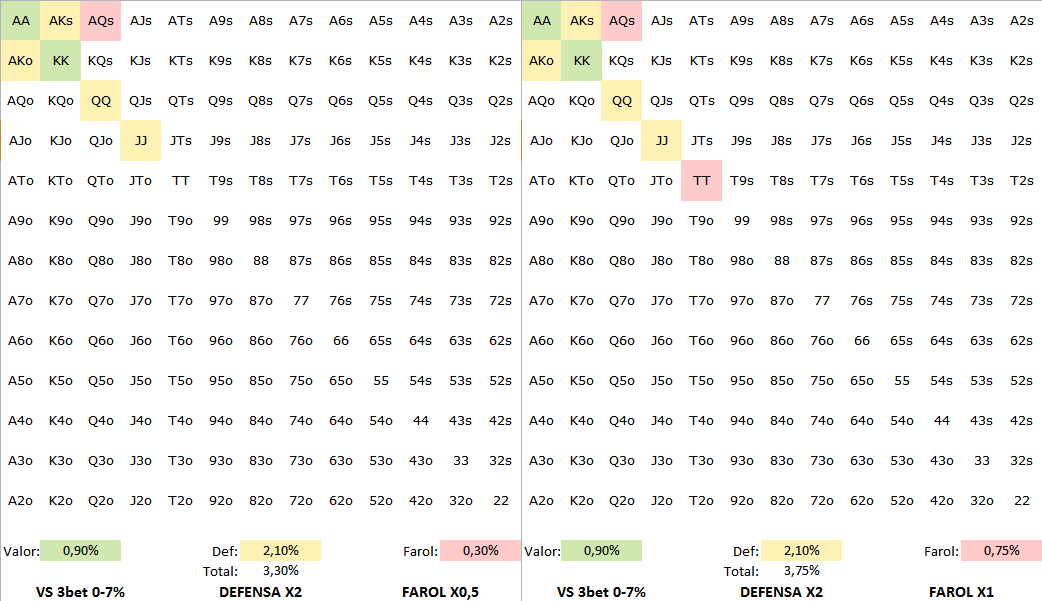 AA AKs AQs AJs ATs A9s A8s A7s A6s A5s A4s A3s A2s AA AKs AQs AJs ATs A9s A8s A7s A6s A5s A4s A3s A2s
AKo KK KQs KJs KTs K9s K8s K7s K6s K5s K4s K3s K2s AKo KK KQs KJs KTs K9s K8s K7s K6s K5s K4s K3s K2s
AQo KQo QQ QJs QTs Q9s Q8s Q7s Q6s Q5s Q4s Q3s Q2s AQo KQo QQ QJs QTs Q9s Q8s Q7s Q6s Q5s Q4s Q3s Q2s
AJo KJo QJo JJ JTs J9s J8s J7s J6s J5s J4s J3s J2s AJo KJo QJo JJ JTs J9s J8s J7s J6s J5s J4s J3s J2s
ATo KTo QTo JTo TT T9s T8s T7s T6s T5s T4s T3s T2s ATo KTo QTo JTo TT T9s T8s T7s T6s T5s T4s T3s T2s
A9o K9o Q9o J9o T9o 99 98s 97s 96s 95s 94s 93s 92s A9o K9o Q9o J9o T9o 99 98s 97s 96s 95s 94s 93s 92s
A8o K8o Q8o J8o T8o 98o 88 87s 86s 85s 84s 83s 82s A8o K8o Q8o J8o T8o 98o 88 87s 86s 85s 84s 83s 82s
A7o K7o Q7o J7o T7o 97o 87o 77 76s 75s 74s 73s 72s A7o K7o Q7o J7o T7o 97o 87o 77 76s 75s 74s 73s 72s
A6o K6o Q6o J6o T6o 96o 86o 76o 66 65s 64s 63s 62s A6o K6o Q6o J6o T6o 96o 86o 76o 66 65s 64s 63s 62s
A5o K5o Q5o J5o T5o 95o 85o 75o 65o 55 54s 53s 52s A5o K5o Q5o J5o T5o 95o 85o 75o 65o 55 54s 53s 52s
A4o K4o Q4o J4o T4o 94o 84o 74o 64o 54o 44 43s 42s A4o K4o Q4o J4o T4o 94o 84o 74o 64o 54o 44 43s 42s
A3o K3o Q3o J3o T3o 93o 83o 73o 63o 53o 43o 33 32s A3o K3o Q3o J3o T3o 93o 83o 73o 63o 53o 43o 33 32s
A2o K2o Q2o J2o T2o 92o 82o 72o 62o 52o 42o 32o 22 A2o K2o Q2o J2o T2o 92o 82o 72o 62o 52o 42o 32o 22
Valor: 0,90% Def: 2,10% Farol: 0,30% Valor: 0,90% Def: 2,10% Farol: 0,75%
Total: 3,30% Total: 3,75%
VS 3bet 0-7% DEFENSA X2 FAROL X0,5 VS 3bet 0-7% DEFENSA X2 FAROL X1